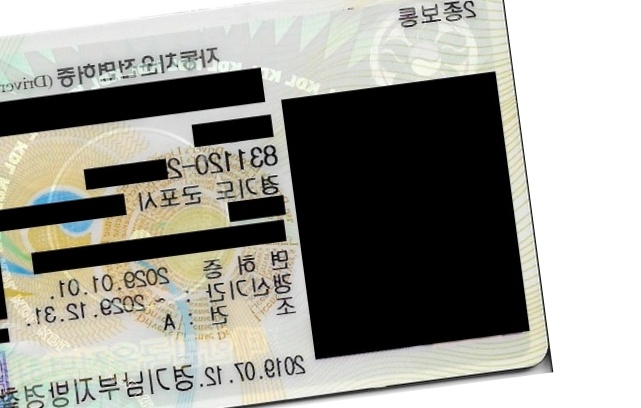 2종보통
자동차운전면허증 (Driver
831120-2
경기도 군포시
면 허 증
갱신기간 : 2029.01.01.
~ 2029.12.31.
조 건 : A
2019.07.12. 경기남부지방경찰